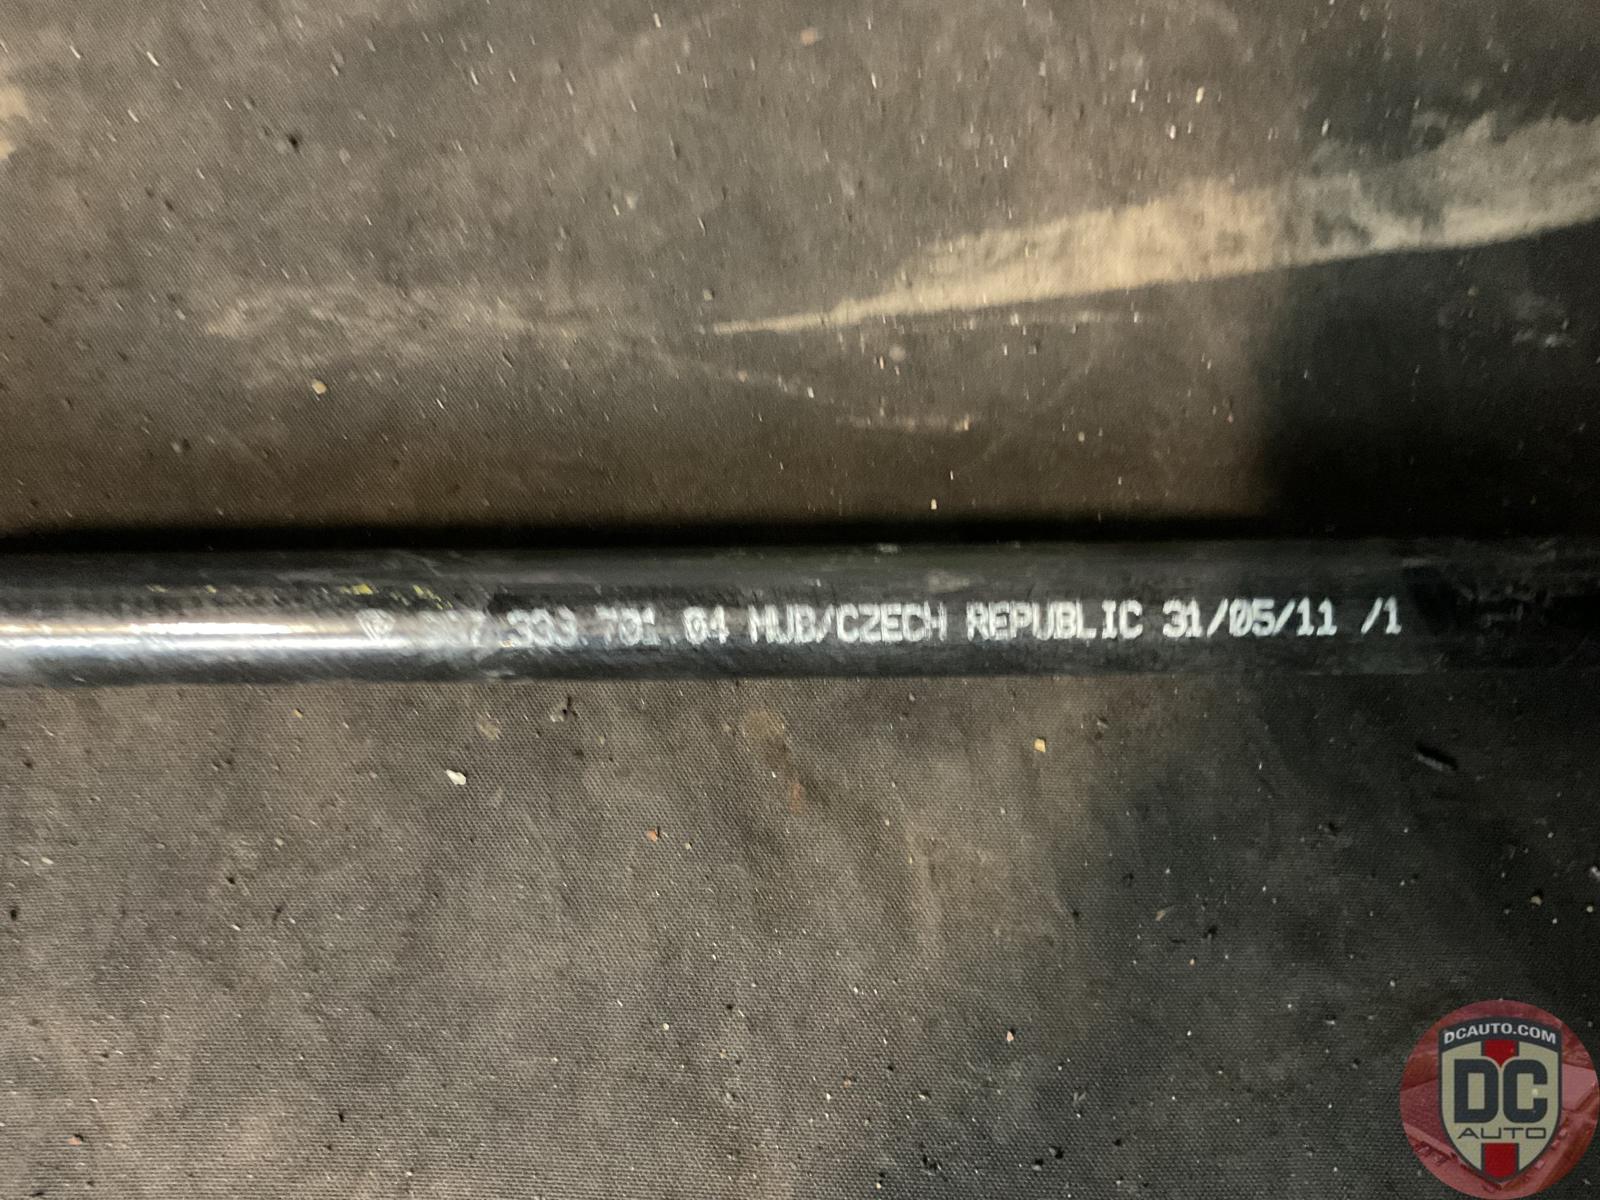 333.701.04 MUB/CZECH REPUBLIC 31/05/11 /1
DCAUTO.COM
DC
AUTO